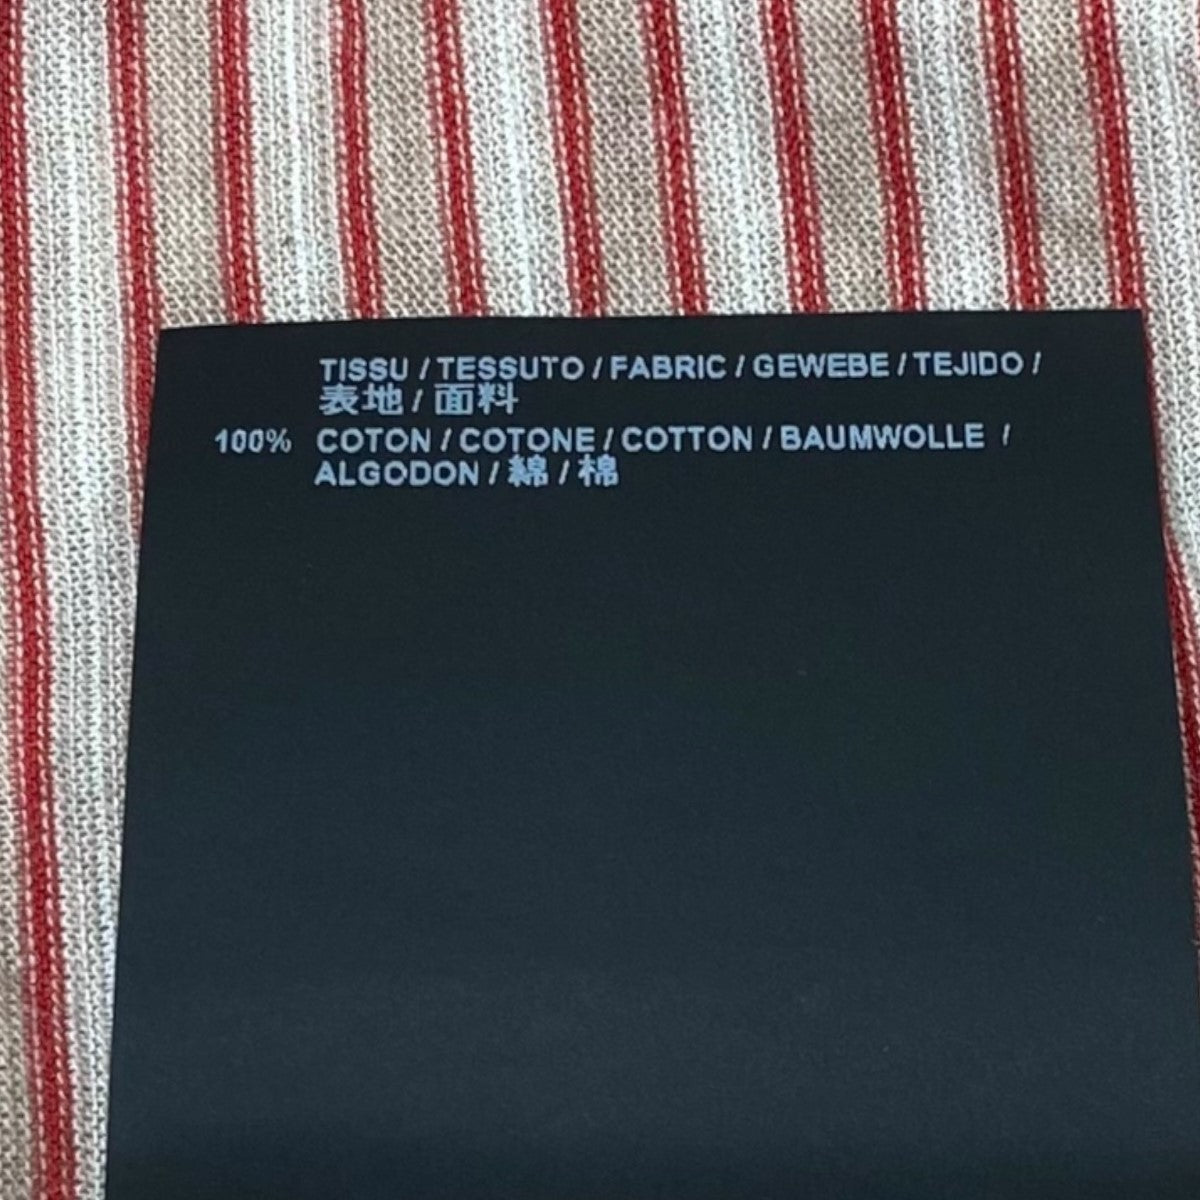 TISSU / TESSUTO / FABRIC / GEWEBE / TEJIDO /
表地 / 面料
100% COTON / COTONE / COTTON / BAUMWOLLE /
ALGODON / 綿 / 棉